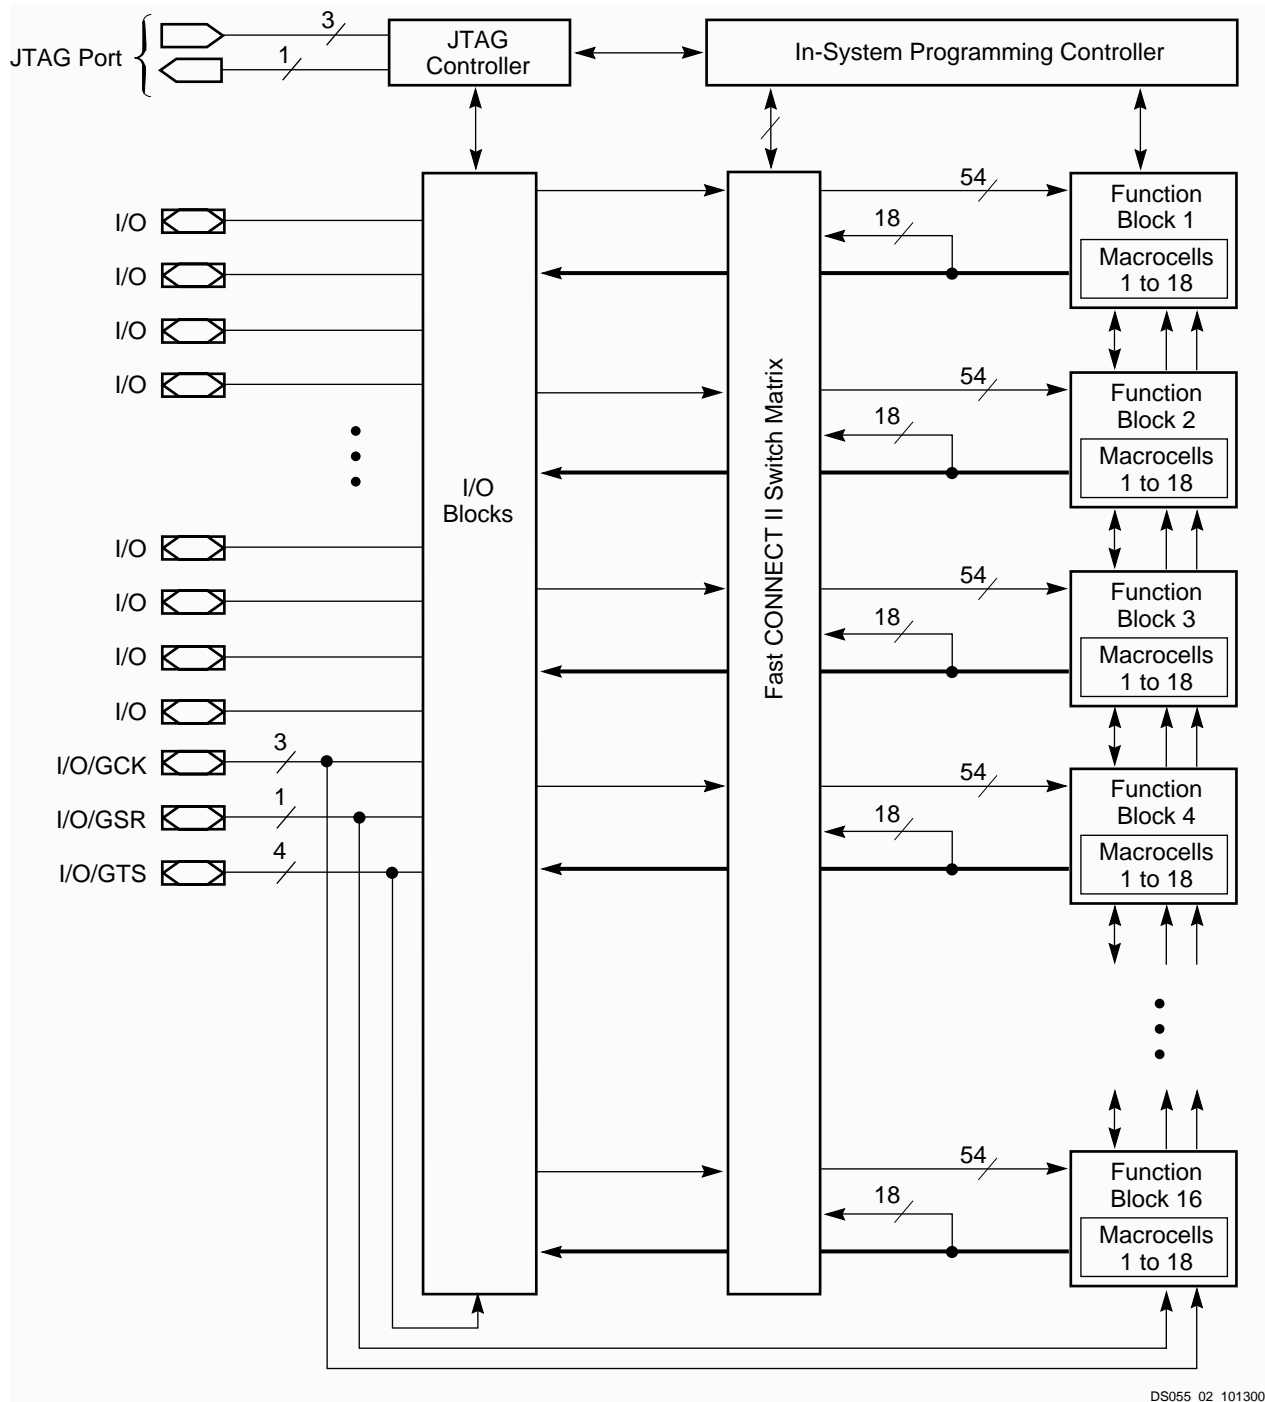 JTAG Port
3
1
JTAG
Controller
In-System Programming Controller
I/O
I/O
I/O
I/O
I/O
I/O
I/O
I/O
I/O/GCK
3
I/O/GSR
1
I/O/GTS
4
I/O
Blocks
Fast CONNECT II Switch Matrix
54
18
Function
Block 1
Macrocells
1 to 18
54
18
Function
Block 2
Macrocells
1 to 18
54
18
Function
Block 3
Macrocells
1 to 18
54
18
Function
Block 4
Macrocells
1 to 18
54
18
Function
Block 16
Macrocells
1 to 18
DS055_02_101300